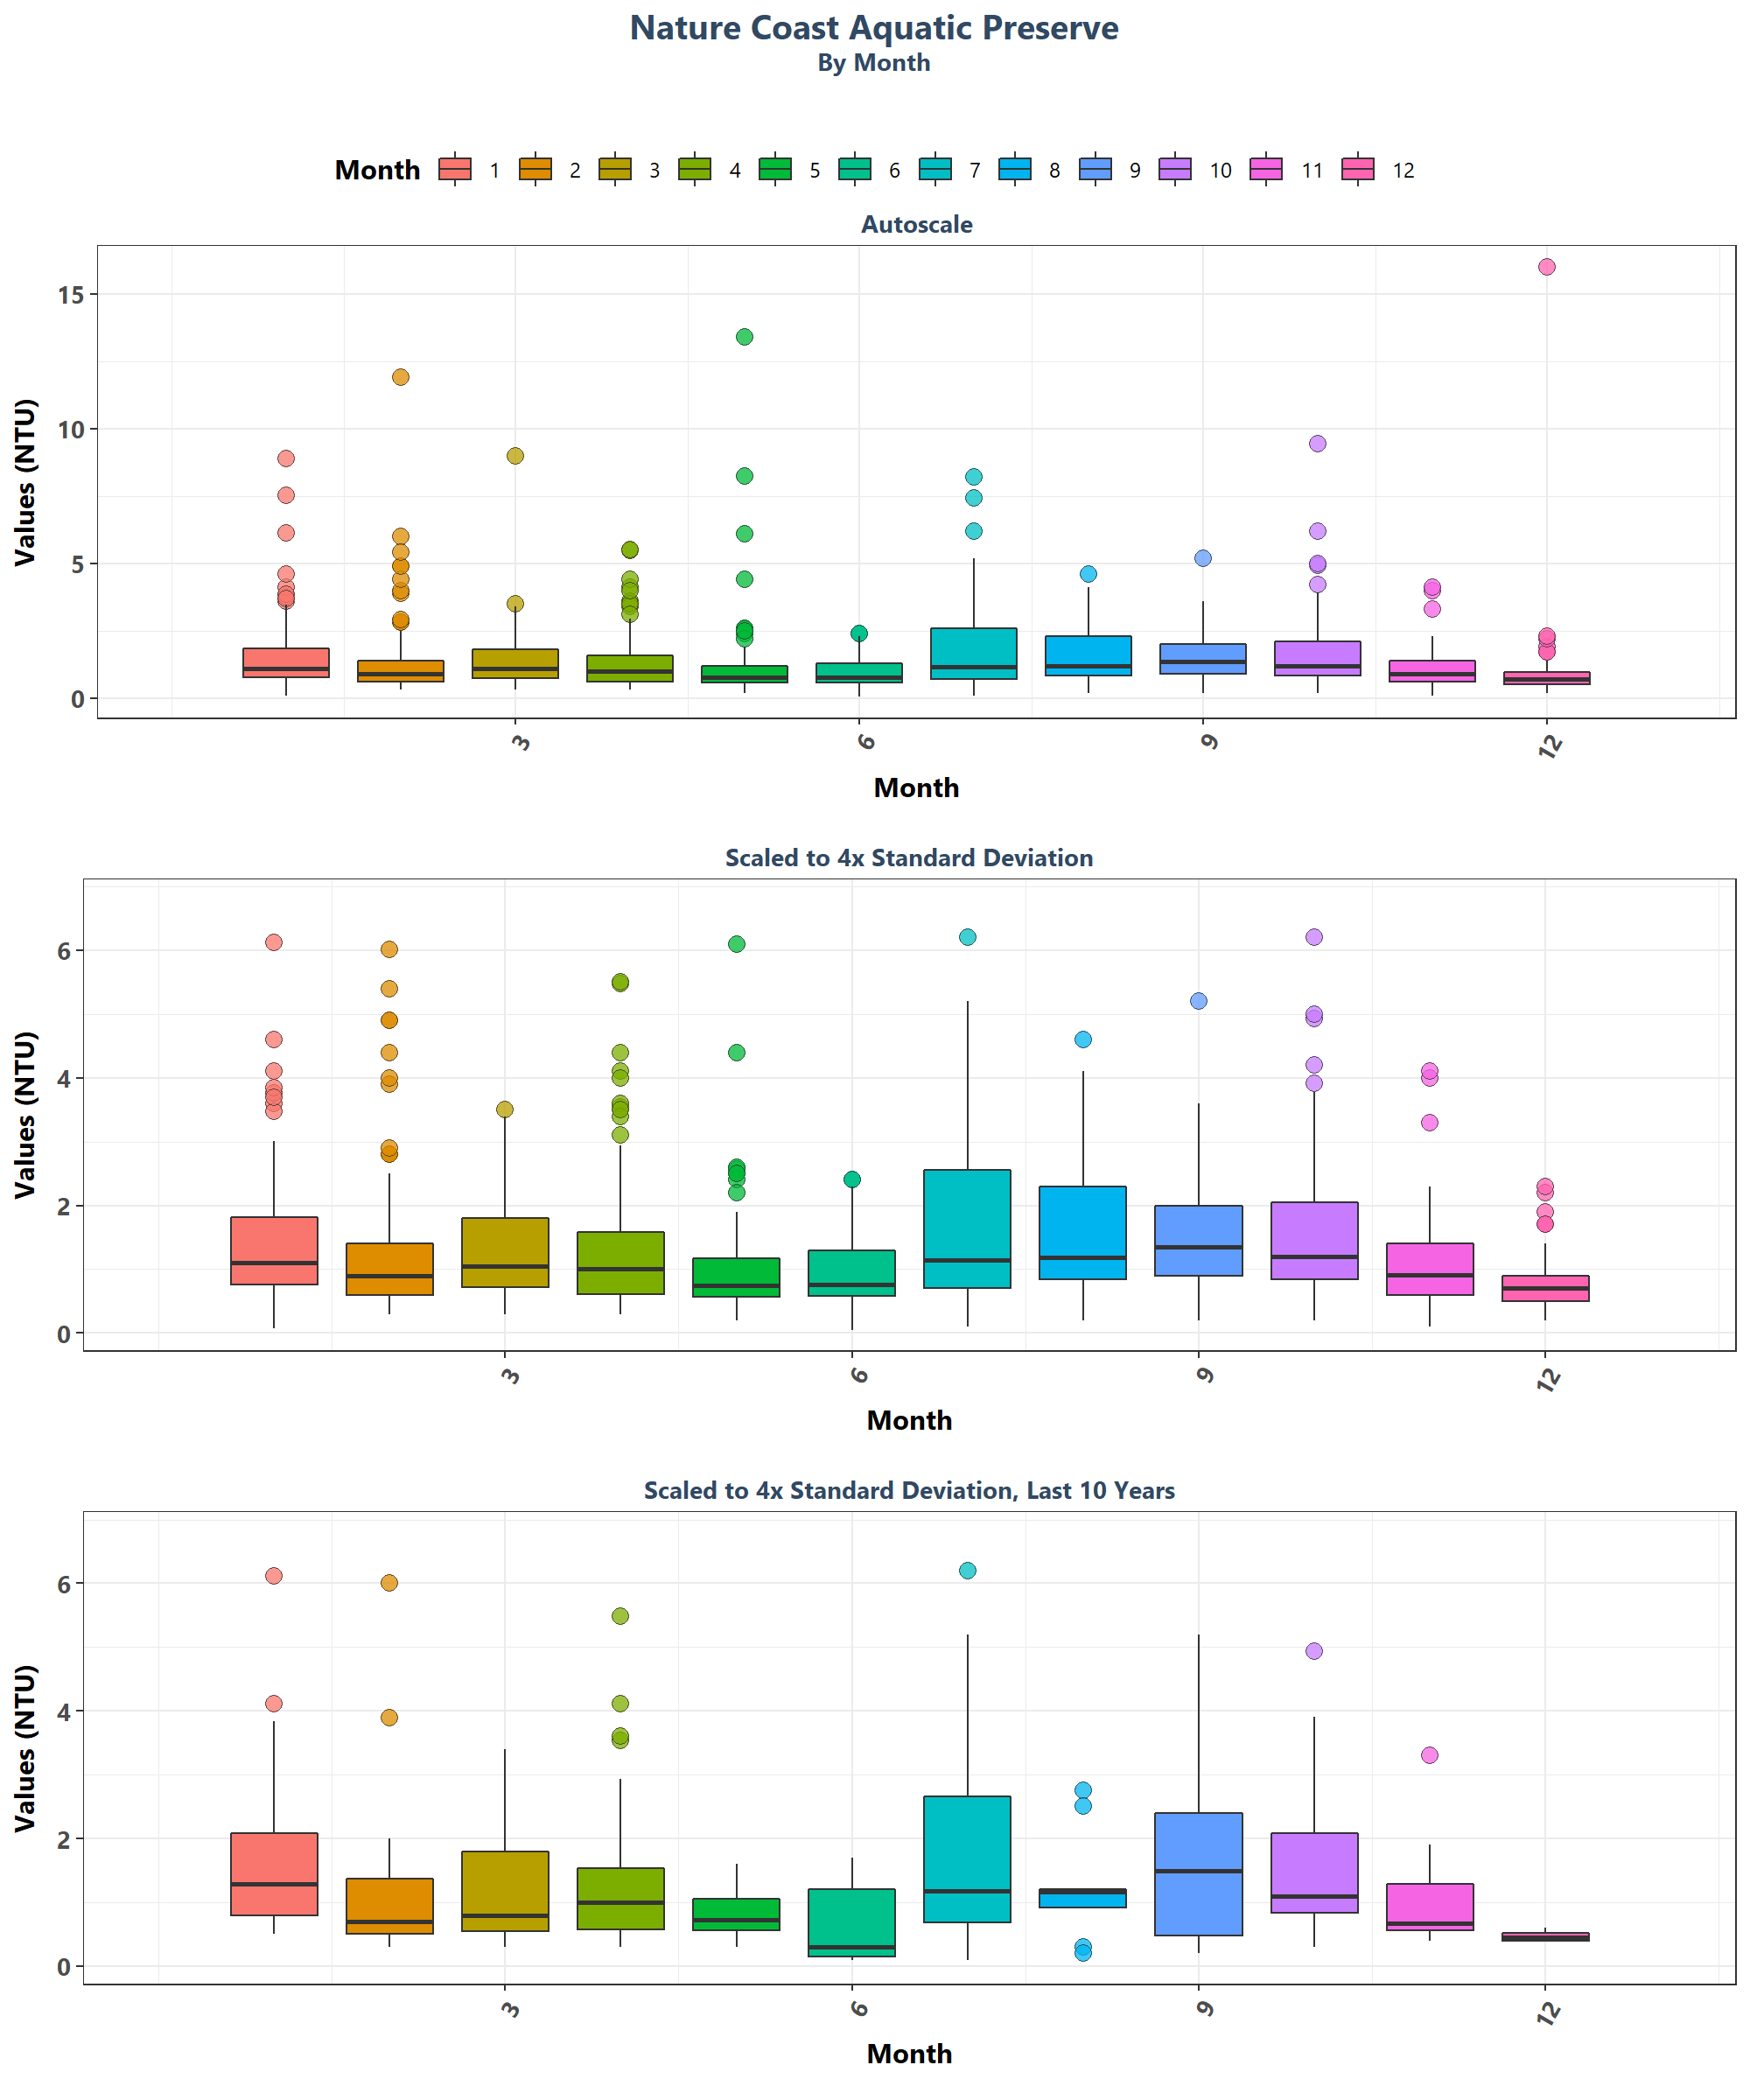 Nature Coast Aquatic Preserve
By Month
Month 1 2 3 4 5 6 7 8 9 10 11 12
Autoscale
Values (NTU)
15
10
5
0
3 6 9 12
Month
Scaled to 4x Standard Deviation
Values (NTU)
6
4
2
0
3 6 9 12
Month
Scaled to 4x Standard Deviation, Last 10 Years
Values (NTU)
6
4
2
0
3 6 9 12
Month